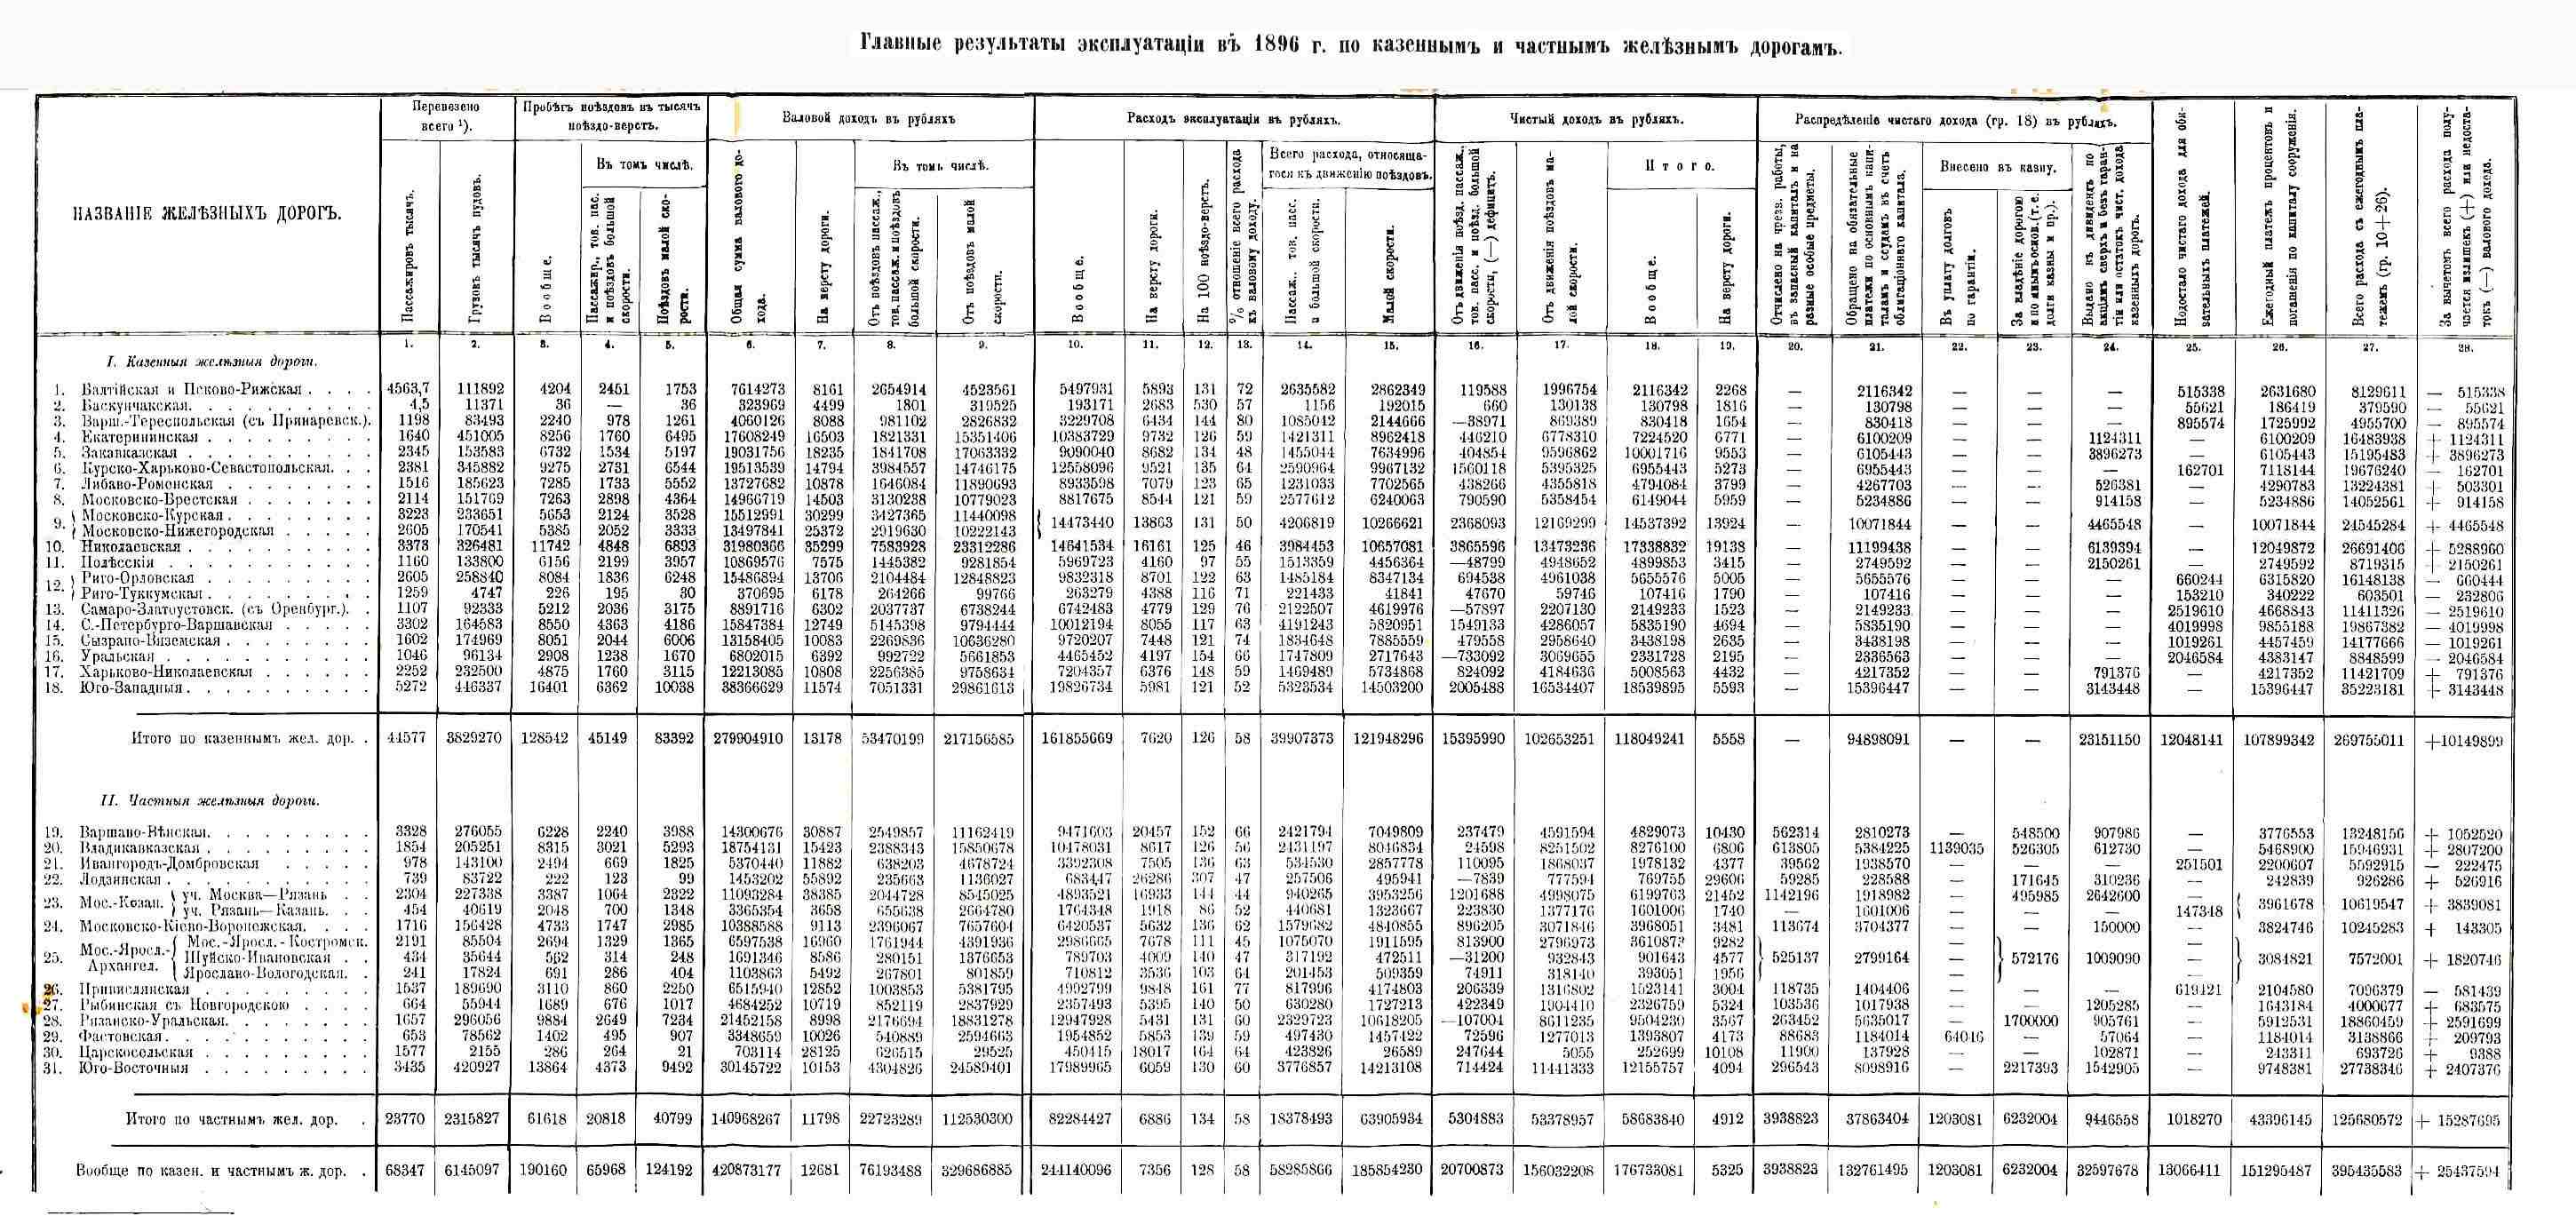 Главные результаты эксплуатаціи въ 1896 г. по казеннымъ и частнымъ желѣзнымъ дорогамъ.
НАЗВАНІЕ ЖЕЛѢЗНЫХЪ ДОРОГЪ.
Перевезено всего ¹).
Пассажировъ тысячъ.
Грузовъ тысячъ пудовъ.
Пробѣгъ поѣздовъ въ тысячъ поѣздо-верстъ.
Вообще.
Въ томъ числѣ.
Пассажир., тов. пас. и поѣздовъ большой скорости.
Поѣздовъ малой скорости.
Валовой доходъ въ рубляхъ
Общая сумма валового дохода.
На версту дороги.
Въ томъ числѣ.
Отъ поѣздовъ пассаж., тов. пассаж. и поѣздовъ большой скорости.
Отъ поѣздовъ малой скорости.
Расходъ эксплуатаціи въ рубляхъ.
Вообще.
На версту дороги.
На 100 поѣздо-верстъ.
% отношеніе всего расхода къ валовому доходу.
Всего расхода, относящагося къ движенію поѣздовъ.
Пассаж., тов. пасс. и большой скорости.
Малой скорости.
Чистый доходъ въ рубляхъ.
Отъ движенія поѣзд. пассаж., тов. пасс. и поѣзд. большой скорости, (—) дефицитъ.
Отъ движенія поѣздовъ малой скорости.
Итого.
Вообще.
На версту дороги.
Распредѣленіе чистаго дохода (гр. 18) въ рубляхъ.
Отчислено на чрезв. работы, въ запасный капиталъ и на разные особые предметы.
Обращено на обязательные платежи по основнымъ капиталамъ и ссудамъ въ счетъ облигаціоннаго капитала.
Внесено въ казну.
Въ уплату долговъ по гарантіи.
За владѣніе дорогою и по инымъ основ. (т. е. долги казны и пр.).
Выдано въ дивидендъ по акціямъ сверхъ и безъ гарантіи или остатокъ чист. дохода казенныхъ дорогъ.
Недостало чистаго дохода для обязательныхъ платежей.
Ежегодный платежъ процентовъ и погашенія по капиталу сооруженія.
Всего расхода съ ежегоднымъ платежемъ (гр. 10+26).
За вычетомъ всего расхода получается излишекъ (+) или недостатокъ (—) валового дохода.
1. 2. 3. 4. 5. 6. 7. 8. 9. 10. 11. 12. 13. 14. 15. 16. 17. 18. 19. 20. 21. 22. 23. 24. 25. 26. 27. 28.
I. Казенныя желѣзныя дороги.
1. Балтійская и Псково-Рижская 4563,7 111892 4204 2451 1753 7614273 8161 2654914 4523561 5497931 5893 131 72 2635582 2862349 119588 1996754 2116342 2268 — 2116342 — — — 515338 2631680 8129611 — 515338
2. Баскунчакская 4,5 11371 36 — 36 323969 4499 1801 319525 193171 2683 530 57 1156 192015 660 130138 130798 1816 — 130798 — — — 55621 186419 379590 — 55621
3. Варш.-Тереспольская (съ Принаревск.). 1198 83493 2240 978 1261 4060126 8088 981102 2826832 3229708 6434 144 80 1085042 2144666 —38971 869389 830418 1654 — 830418 — — — 895574 1725992 4955700 — 895574
4. Екатерининская 1640 451005 8256 1760 6495 17608249 16503 1821331 15351406 10383729 9732 126 59 1421311 8962418 446210 6778310 7224520 6771 — 6100209 — — 1124311 — 6100209 16483938 + 1124311
5. Закавказская 2345 153583 6732 1534 5197 19031756 18235 1841708 17063332 9090040 8682 134 48 1455044 7634996 404854 9596862 10001716 9553 — 6105443 — — 3896273 — 6105443 15195483 + 3896273
6. Курско-Харьково-Севастопольская. 2381 345882 9275 2731 6544 19513539 14794 3984557 14746175 12558096 9521 135 64 2590964 9967132 1560118 5395325 6955443 5273 — 6955443 — — — 162701 7118144 19676240 — 162701
7. Либаво-Роменская 1516 185623 7285 1733 5552 13727682 10878 1646084 11890693 8933598 7079 123 65 1231033 7702565 438266 4355818 4794084 3799 — 4267703 — — 526381 — 4290783 13224381 + 503301
8. Московско-Брестская 2114 151769 7263 2898 4364 14966719 14503 3130238 10779023 8817675 8544 121 59 2577612 6240063 790590 5358454 6149044 5959 — 5234886 — — 914158 — 5234886 14052561 + 914158
9. Московско-Курская 3223 233651 5653 2124 3528 15512991 30299 3427365 11440098
Московско-Нижегородская 2605 170541 5385 2052 3333 13497841 25372 2919630 10222143 14473440 13863 131 50 4206819 10266621 2368093 12169299 14537392 13924 — 10071844 — — 4465548 — 10071844 24545284 + 4465548
10. Николаевская 3373 326481 11742 4848 6893 31980366 35299 7583928 23312286 14641534 16161 125 46 3984453 10657081 3865596 13473236 17338832 19138 — 11199438 — — 6139394 — 12049872 26691406 + 5288960
11. Полѣсскія 1160 133800 6156 2199 3957 10869576 7575 1445382 9281854 5969723 4160 97 55 1513359 4456364 —48799 4948652 4899853 3415 — 2749592 — — 2150261 — 2749592 8719315 + 2150261
12. Риго-Орловская 2605 258840 8084 1836 6248 15486894 13706 2104484 12848823 9832318 8701 122 63 1485184 8347134 694538 4961038 5655576 5005 — 5655576 — — — 660244 6315820 16148138 — 660444
Риго-Туккумская 1259 4747 226 195 30 370695 6178 264266 99766 263279 4388 116 71 221433 41841 47670 59746 107416 1790 — 107416 — — — 153210 340222 603501 — 232806
13. Самаро-Златоустовск. (съ Оренбург.). 1107 92333 5212 2036 3175 8891716 6302 2037737 6738244 6742483 4779 129 76 2122507 4619976 —57897 2207130 2149233 1523 — 2149233 — — — 2519610 4668843 11411326 — 2519610
14. С.-Петербурго-Варшавская 3302 164583 8550 4363 4186 15847384 12749 5145398 9794444 10012194 8055 117 63 4191243 5820951 1549133 4286057 5835190 4694 — 5835190 — — — 4019998 9855188 19867382 — 4019998
15. Сызрано-Вяземская 1602 174969 8051 2044 6006 13158405 10083 2269836 10636280 9720207 7448 121 74 1834648 7885559 479558 2958640 3438198 2635 — 3438198 — — — 1019261 4457459 14177666 — 1019261
16. Уральская 1046 96134 2908 1238 1670 6802015 6392 992722 5661853 4465452 4197 154 66 1747809 2717643 —733092 3069655 2331728 2195 — 2336563 — — — 2046584 4383147 8848599 — 2046584
17. Харьково-Николаевская 2252 232500 4875 1760 3115 12213085 10808 2256385 9758634 7204357 6376 148 59 1469489 5734868 824092 4184636 5008563 4432 — 4217352 — — 791376 — 4217352 11421709 + 791376
18. Юго-Западныя 5272 446337 16401 6362 10038 38366629 11574 7051331 29861613 19826734 5981 121 52 5323534 14503200 2005488 16534407 18539895 5593 — 15396447 — — 3143448 — 15396447 35223181 + 3143448
Итого по казеннымъ жел. дор. 44577 3829270 128542 45149 83392 279904910 13178 53470199 217156585 161855669 7620 126 58 39907373 121948296 15395990 102653251 118049241 5558 — 94898091 — — 23151150 12048141 107899342 269755011 +10149899
II. Частныя желѣзныя дороги.
19. Варшаво-Вѣнская 3328 276055 6228 2240 3988 14300676 30887 2549857 11162419 9471603 20457 152 66 2421794 7049809 237479 4591594 4829073 10430 562314 2810273 — 548500 907986 — 3776553 13248156 + 1052520
20. Владикавказская 1854 205251 8315 3021 5293 18754131 15423 2388343 15850678 10478031 8617 126 56 2431197 8046834 24598 8251502 8276100 6806 613805 5384225 1139035 526305 612730 — 5468900 15946931 + 2807200
21. Ивангородъ-Домбровская 978 143100 2494 669 1825 5370440 11882 638203 4678724 3392308 7505 136 63 534530 2857778 110095 1868037 1978132 4377 39562 1938570 — — — 251501 2200607 5592915 — 222475
22. Лодзинская 739 83722 222 123 99 1453202 55892 235663 1136027 683447 26286 307 47 257506 495941 —7839 777594 769755 29606 59285 228588 — 171645 310236 — 242839 926286 + 526916
23. Мос.-Казан. уч. Москва—Рязань 2304 227338 3387 1064 2322 11093284 38385 2044728 8545025 4893521 16933 144 44 940265 3953256 1201688 4998075 6199763 21452 1142196 1918982 — 495985 2642600 —
уч. Рязань—Казань. 454 40619 2048 700 1348 3365354 3658 655638 2664780 1764348 1918 86 52 440681 1323667 223830 1377176 1601006 1740 — 1601006 — — — 147348 3961678 10619547 + 3839081
24. Московско-Кіево-Воронежская. 1716 156428 4733 1747 2985 10388588 9113 2396067 7657604 6420537 5632 136 62 1579682 4840855 896205 3071846 3968051 3481 113674 3704377 — — 150000 — 3824746 10245283 + 143305
25. Мос.-Яросл.-Архангел. Мос.-Яросл.-Костромск. 2191 85504 2694 1329 1365 6597538 16960 1761944 4391936 2986665 7678 111 45 1075070 1911595 813900 2796973 3610873 9282 —
Шуйско-Ивановская 434 35644 562 314 248 1691346 8586 280151 1376653 789703 4009 140 47 317192 472511 —31200 932843 901643 4577 525137 2799164 — 572176 1009090 — 3084821 7572001 + 1820746
Ярославо-Вологодская. 241 17824 691 286 404 1103863 5492 267801 801859 710812 3536 103 64 201453 509359 74911 318140 393051 1956 —
26. Привислянская 1537 189690 3110 860 2250 6515940 12852 1003853 5381795 4992799 9848 161 77 817996 4174803 206339 1316802 1523141 3004 118735 1404406 — — — 619121 2104580 7096379 — 581439
27. Рыбинская съ Новгородскою 664 55944 1689 676 1017 4684252 10719 852119 2837929 2357493 5395 140 50 630280 1727213 422349 1904410 2326759 5324 103536 1017938 — — 1205285 — 1643184 4000677 + 683575
28. Рязанско-Уральская. 1657 296056 9884 2649 7234 21452158 8998 2176694 18831278 12947928 5431 131 60 2329723 10618205 —107004 8611235 8504230 3567 263452 5635017 — 1700000 905761 — 5912531 18860459 + 2591699
29. Фастовская 653 78562 1402 495 907 3348659 10026 540889 2594663 1954852 5853 139 59 497430 1457422 72596 1277013 1393807 4173 88683 1184014 64046 — 57064 — 1184014 3138866 + 209793
30. Царскосельская 1577 2155 286 264 21 703114 28125 626515 29525 450415 18017 164 64 423826 26589 247644 5055 252699 10108 11900 137928 — — 102871 — 243311 693726 + 9388
31. Юго-Восточныя 3435 420927 13864 4373 9492 30145722 10153 4304826 24589401 17989965 6059 130 60 3776857 14213108 714424 11441333 12155757 4094 296543 8098916 — 2217393 1542905 — 9748381 27738346 + 2407376
Итого по частнымъ жел. дор. 23770 2315827 61618 20818 40799 140968267 11798 22723289 112530300 82284427 6886 134 58 18378493 63905934 5304883 53378957 58683840 4912 3938823 37863404 1203081 6232004 9446558 1018270 43396145 125680572 + 15287695
Вообще по казен. и частнымъ ж. дор. 68347 6145097 190160 65968 124192 420873177 12681 76193488 329686885 244140096 7356 128 58 58285866 185854230 20700873 156032208 176733081 5325 3938823 132761495 1203081 6232004 32597678 13066411 151295487 395435583 + 25437594